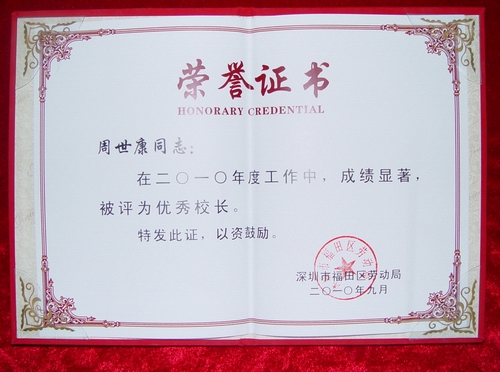 荣誉证书
HONORARY CREDENTIAL
周世康同志：
在二〇一〇年度工作中，成绩显著，
被评为优秀校长。
特发此证，以资鼓励。
深圳市福田区劳动局
二〇一〇年九月